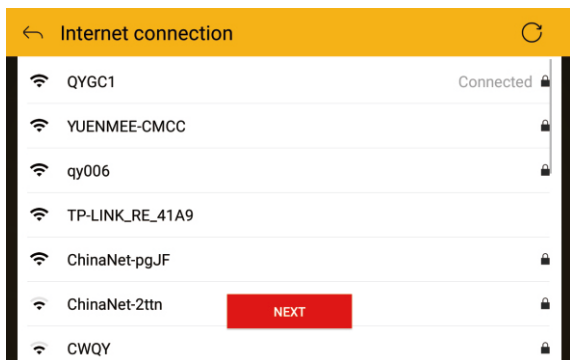 Internet connection
QYGC1 Connected
YUENMEE-CMCC
qy006
TP-LINK_RE_41A9
ChinaNet-pgJF
ChinaNet-2ttn
NEXT
CWQY